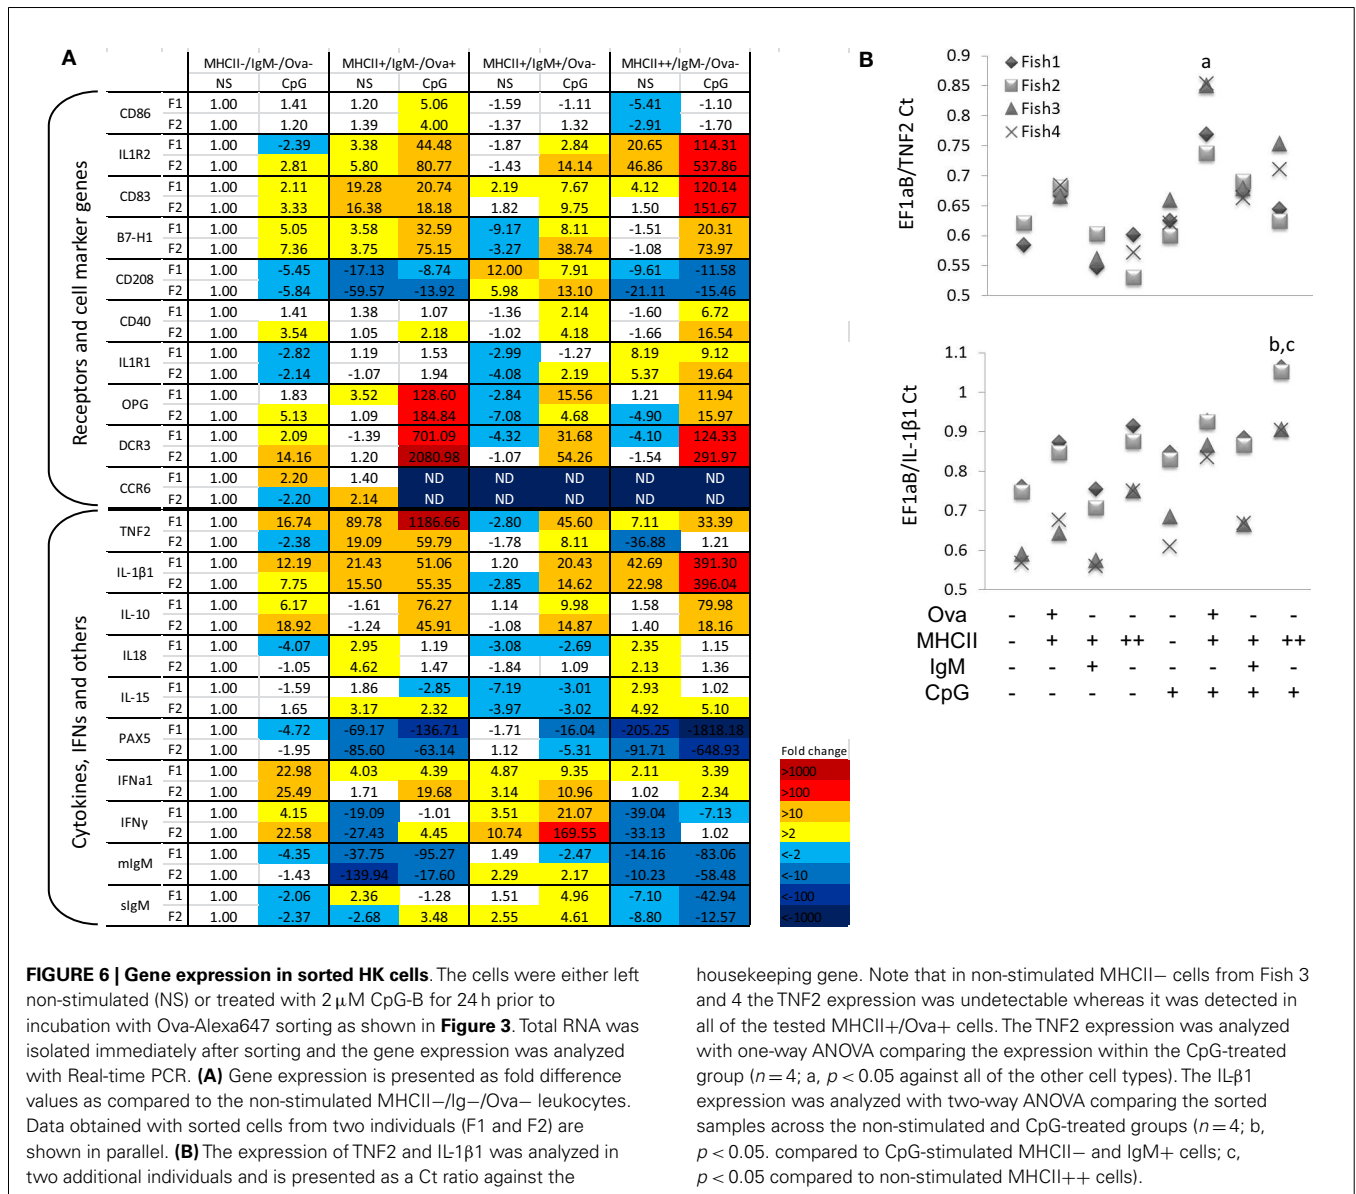 A
MHCII-/IgM-/Ova- MHCII+/IgM-/Ova+ MHCII+/IgM+/Ova- MHCII++/IgM-/Ova-
NS CpG NS CpG NS CpG NS CpG
Receptors and cell marker genes
CD86 F1 1.00 1.41 1.20 5.06 -1.59 -1.11 -5.41 -1.10
F2 1.00 1.20 1.39 4.00 -1.37 1.32 -2.91 -1.70
IL1R2 F1 1.00 -2.39 3.38 44.48 -1.87 2.84 20.65 114.31
F2 1.00 2.81 5.80 80.77 -1.43 14.14 46.86 537.86
CD83 F1 1.00 2.11 19.28 20.74 2.19 7.67 4.12 120.14
F2 1.00 3.33 16.38 18.18 1.82 9.75 1.50 151.67
B7-H1 F1 1.00 5.05 3.58 32.59 -9.17 8.11 -1.51 20.31
F2 1.00 7.36 3.75 75.15 -3.27 38.74 -1.08 73.97
CD208 F1 1.00 -5.45 -17.13 -8.74 12.00 7.91 -9.61 -11.58
F2 1.00 -5.84 -59.57 -13.92 5.98 13.10 -21.11 -15.46
CD40 F1 1.00 1.41 1.38 1.07 -1.36 2.14 -1.60 6.72
F2 1.00 3.54 1.05 2.18 -1.02 4.18 -1.66 16.54
IL1R1 F1 1.00 -2.82 1.19 1.53 -2.99 -1.27 8.19 9.12
F2 1.00 -2.14 -1.07 1.94 -4.08 2.19 5.37 19.64
OPG F1 1.00 1.83 3.52 128.60 -2.84 15.56 1.21 11.94
F2 1.00 5.13 1.09 184.84 -7.08 4.68 -4.90 15.97
DCR3 F1 1.00 2.09 -1.39 701.09 -4.32 31.68 -4.10 124.33
F2 1.00 14.16 1.20 2080.98 -1.07 54.26 -1.54 291.97
CCR6 F1 1.00 2.20 1.40 ND ND ND ND ND
F2 1.00 -2.20 2.14 ND ND ND ND ND
Cytokines, IFNs and others
TNF2 F1 1.00 16.74 89.78 1186.66 -2.80 45.60 7.11 33.39
F2 1.00 -2.38 19.09 59.79 -1.78 8.11 -36.88 1.21
IL-1β1 F1 1.00 12.19 21.43 51.06 1.20 20.43 42.69 391.30
F2 1.00 7.75 15.50 55.35 -2.85 14.62 22.98 396.04
IL-10 F1 1.00 6.17 -1.61 76.27 1.14 9.98 1.58 79.98
F2 1.00 18.92 -1.24 45.91 -1.08 14.87 1.40 18.16
IL18 F1 1.00 -4.07 2.95 1.19 -3.08 -2.69 2.35 1.15
F2 1.00 -1.05 4.62 1.47 -1.84 1.09 2.13 1.36
IL-15 F1 1.00 -1.59 1.86 -2.85 -7.19 -3.01 2.93 1.02
F2 1.00 1.65 3.17 2.32 -3.97 -3.02 4.92 5.10
PAX5 F1 1.00 -4.72 -69.17 -136.71 -1.71 -16.04 -205.25 -1818.18
F2 1.00 -1.95 -85.60 -63.14 1.12 -5.31 -91.71 -648.93
IFNa1 F1 1.00 22.98 4.03 4.39 4.87 9.35 2.11 3.39
F2 1.00 25.49 1.71 19.68 3.14 10.96 1.02 2.34
IFNγ F1 1.00 4.15 -19.09 -1.01 3.51 21.07 -39.04 -7.13
F2 1.00 22.58 -27.43 4.45 10.74 169.55 -33.13 1.02
mIgM F1 1.00 -4.35 -37.75 -95.27 1.49 -2.47 -14.16 -83.06
F2 1.00 -1.43 -139.94 -17.60 2.29 2.17 -10.23 -58.48
sIgM F1 1.00 -2.06 2.36 -1.28 1.51 4.96 -7.10 -42.94
F2 1.00 -2.37 -2.68 3.48 2.55 4.61 -8.80 -12.57
Fold change
>1000
>100
>10
>2
<-2
<-10
<-100
<-1000
B
EF1aB/TNF2 Ct
0.9
0.85
0.8
0.75
0.7
0.65
0.6
0.55
0.5
Fish1
Fish2
Fish3
Fish4
a
EF1aB/IL-1β1 Ct
1.1
1
0.9
0.8
0.7
0.6
0.5
b,c
Ova - + - - - + - -
MHCII - + + ++ - + + ++
IgM - - + - - - + -
CpG - - - - + + + +
FIGURE 6 | Gene expression in sorted HK cells. The cells were either left
non-stimulated (NS) or treated with 2 μM CpG-B for 24 h prior to
incubation with Ova-Alexa647 sorting as shown in Figure 3. Total RNA was
isolated immediately after sorting and the gene expression was analyzed
with Real-time PCR. (A) Gene expression is presented as fold difference
values as compared to the non-stimulated MHCII−/Ig−/Ova− leukocytes.
Data obtained with sorted cells from two individuals (F1 and F2) are
shown in parallel. (B) The expression of TNF2 and IL-1β1 was analyzed in
two additional individuals and is presented as a Ct ratio against the
housekeeping gene. Note that in non-stimulated MHCII− cells from Fish 3
and 4 the TNF2 expression was undetectable whereas it was detected in
all of the tested MHCII+/Ova+ cells. The TNF2 expression was analyzed
with one-way ANOVA comparing the expression within the CpG-treated
group (n = 4; a, p < 0.05 against all of the other cell types). The IL-β1
expression was analyzed with two-way ANOVA comparing the sorted
samples across the non-stimulated and CpG-treated groups (n = 4; b,
p < 0.05. compared to CpG-stimulated MHCII− and IgM+ cells; c,
p < 0.05 compared to non-stimulated MHCII++ cells).